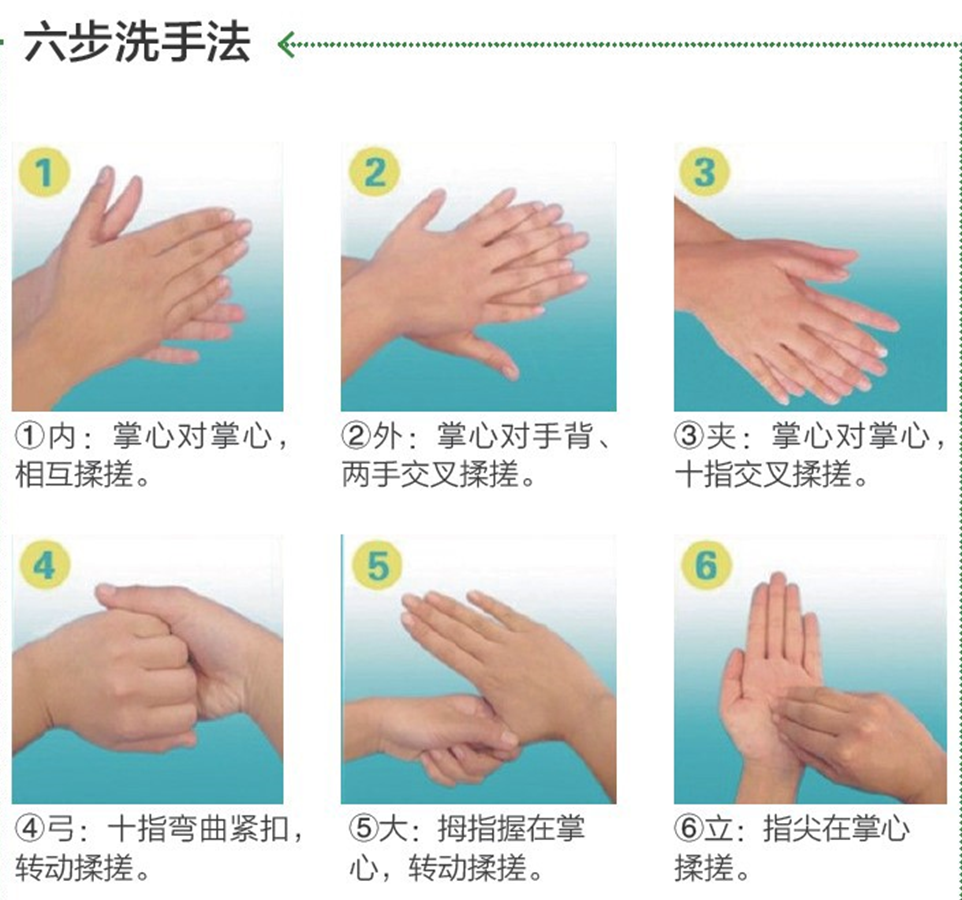 六步洗手法
1
2
3
①内：掌心对掌心，
相互揉搓。
②外：掌心对手背、
两手交叉揉搓。
③夹：掌心对掌心，
十指交叉揉搓。
4
5
6
④弓：十指弯曲紧扣，
转动揉搓。
⑤大：拇指握在掌
心，转动揉搓。
⑥立：指尖在掌心
揉搓。